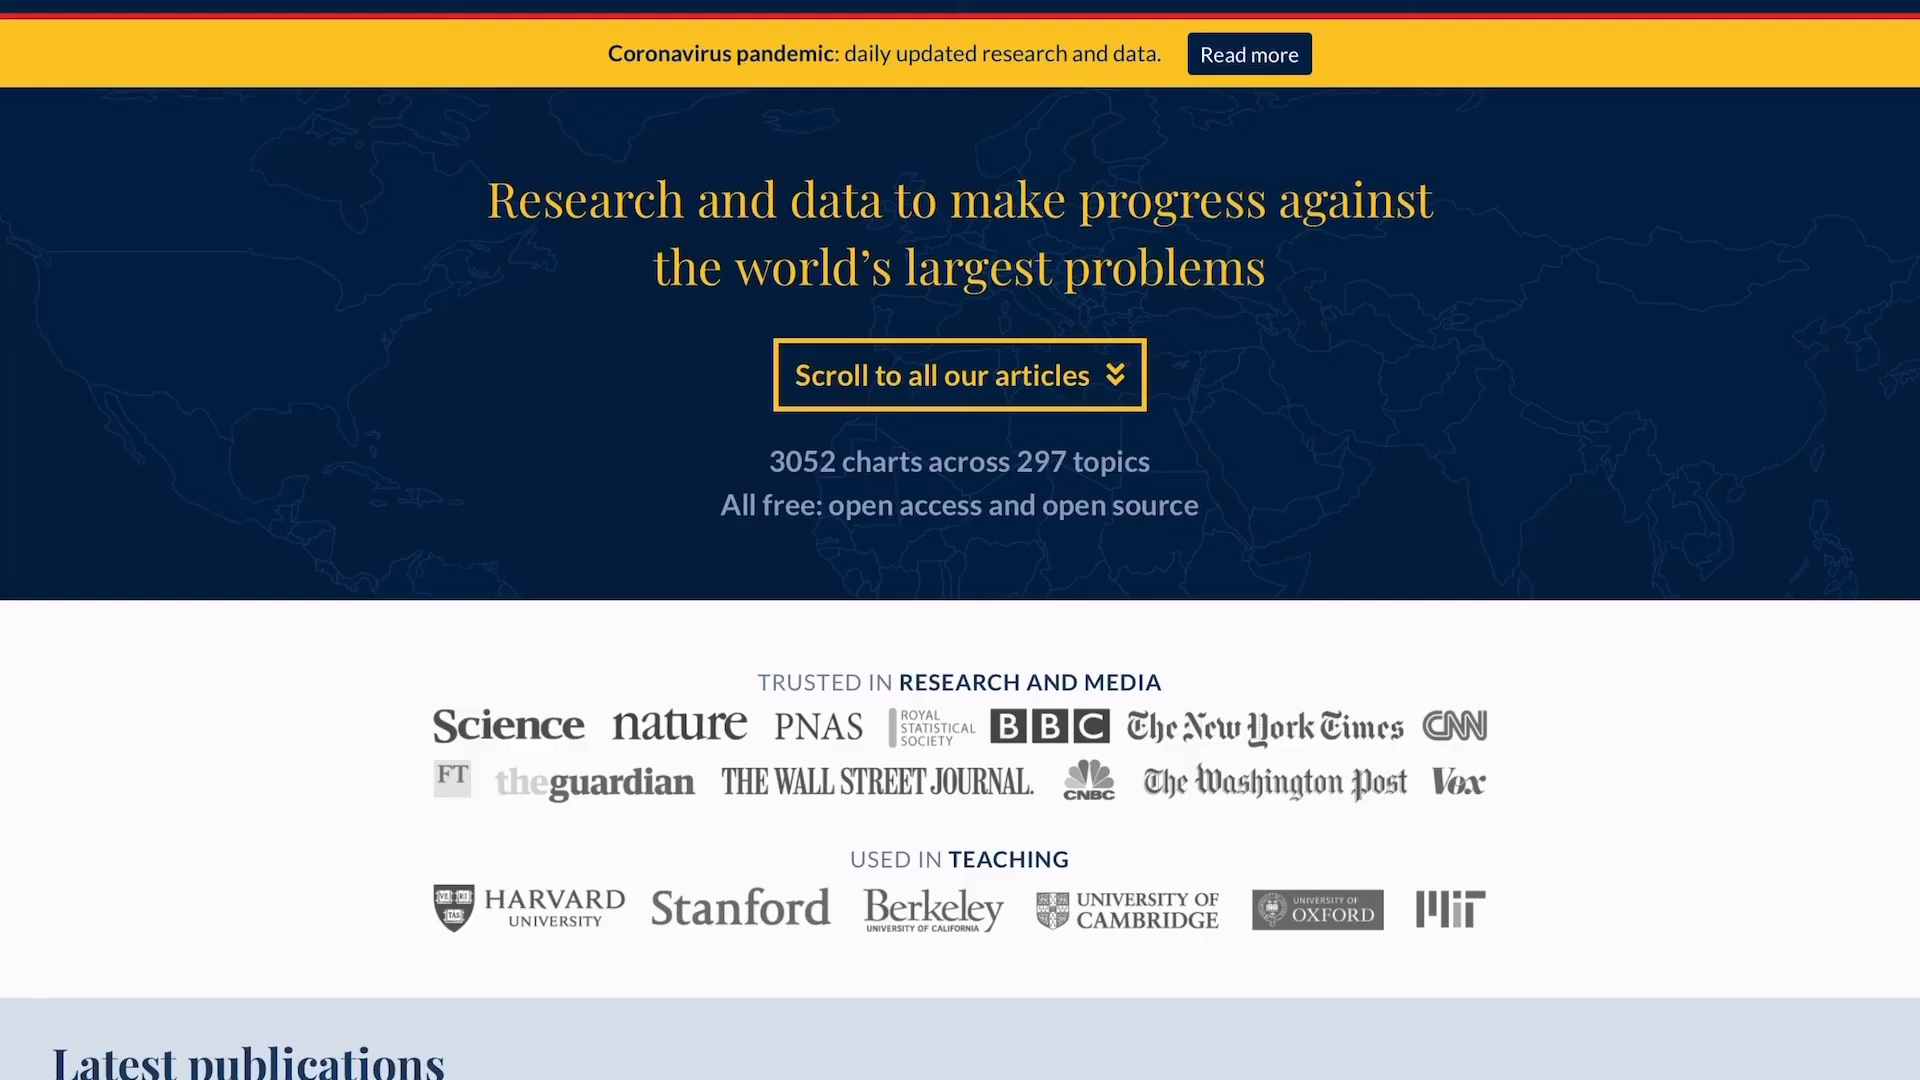 Coronavirus pandemic: daily updated research and data.
Read more
Research and data to make progress against
the world’s largest problems
Scroll to all our articles
3052 charts across 297 topics
All free: open access and open source
TRUSTED IN RESEARCH AND MEDIA
Science nature PNAS ROYAL STATISTICAL SOCIETY BBC The New York Times CNN
FT theguardian THE WALL STREET JOURNAL. CNBC The Washington Post Vox
USED IN TEACHING
HARVARD UNIVERSITY Stanford Berkeley UNIVERSITY OF CALIFORNIA UNIVERSITY OF CAMBRIDGE UNIVERSITY OF OXFORD MIT
Latest publications